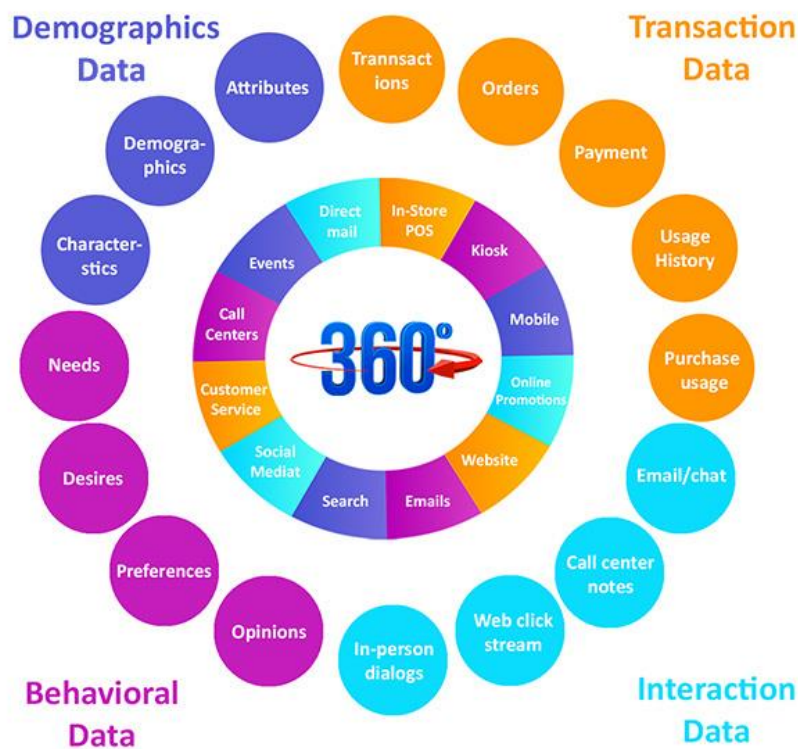 Demographics
Data
Transaction
Data
Attributes
Trannsact
ions
Orders
Demogra-
phics
Payment
Character-
stics
Usage
History
Needs
Purchase
usage
Desires
Email/chat
Preferences
Call center
notes
Opinions
In-person
dialogs
Web click
stream
Direct
mail
In-Store
POS
Kiosk
Mobile
Online
Promotions
Website
Emails
Search
Social
Mediat
Customer
Service
Call
Centers
Events
360°
Behavioral
Data
Interaction
Data